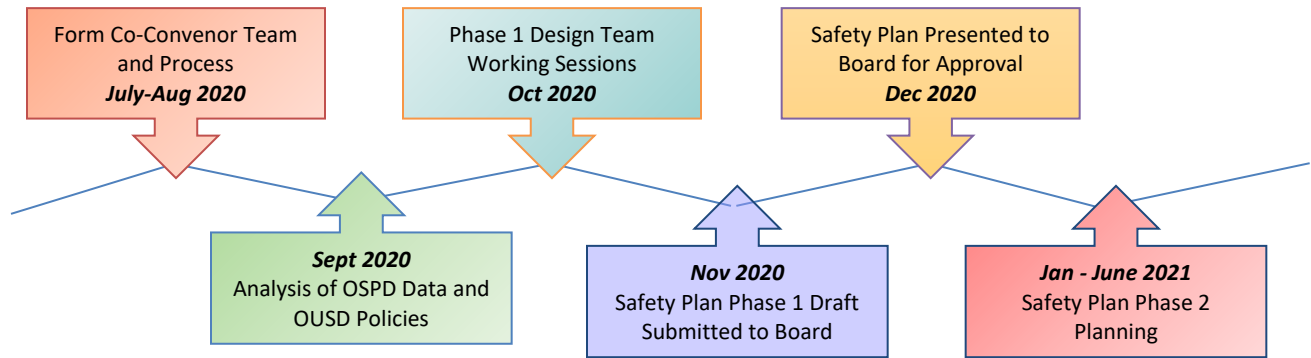 Form Co-Convenor Team
and Process
July-Aug 2020
Phase 1 Design Team
Working Sessions
Oct 2020
Safety Plan Presented to
Board for Approval
Dec 2020
Sept 2020
Analysis of OSPD Data and
OUSD Policies
Nov 2020
Safety Plan Phase 1 Draft
Submitted to Board
Jan - June 2021
Safety Plan Phase 2
Planning